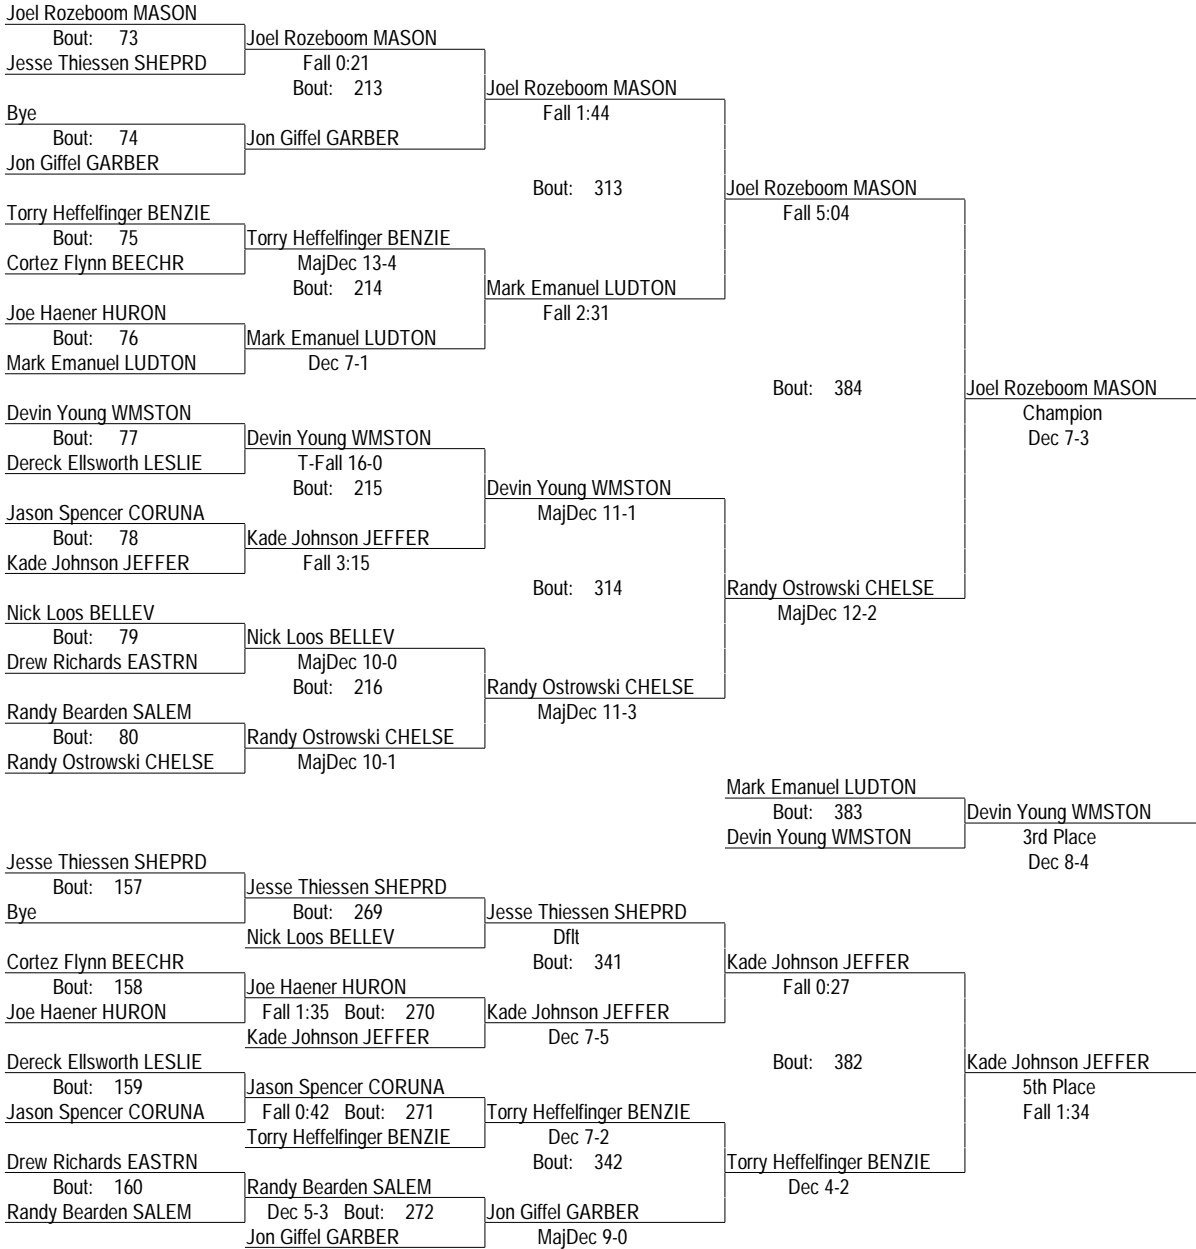 Joel Rozeboom MASON
Bout: 73
Joel Rozeboom MASON
Jesse Thiessen SHEPRD
Fall 0:21
Bout: 213
Joel Rozeboom MASON
Bye
Fall 1:44
Bout: 74
Jon Giffel GARBER
Jon Giffel GARBER
Bout: 313
Joel Rozeboom MASON
Torry Heffelfinger BENZIE
Fall 5:04
Bout: 75
Torry Heffelfinger BENZIE
Cortez Flynn BEECHR
MajDec 13-4
Bout: 214
Mark Emanuel LUDTON
Joe Haener HURON
Fall 2:31
Bout: 76
Mark Emanuel LUDTON
Mark Emanuel LUDTON
Dec 7-1
Bout: 384
Joel Rozeboom MASON
Devin Young WMSTON
Champion
Bout: 77
Devin Young WMSTON
Dec 7-3
Dereck Ellsworth LESLIE
T-Fall 16-0
Bout: 215
Devin Young WMSTON
Jason Spencer CORUNA
MajDec 11-1
Bout: 78
Kade Johnson JEFFER
Kade Johnson JEFFER
Fall 3:15
Bout: 314
Randy Ostrowski CHELSE
Nick Loos BELLEV
MajDec 12-2
Bout: 79
Nick Loos BELLEV
Drew Richards EASTRN
MajDec 10-0
Bout: 216
Randy Ostrowski CHELSE
Randy Bearden SALEM
MajDec 11-3
Bout: 80
Randy Ostrowski CHELSE
Randy Ostrowski CHELSE
MajDec 10-1
Mark Emanuel LUDTON
Bout: 383
Devin Young WMSTON
Devin Young WMSTON
3rd Place
Dec 8-4
Jesse Thiessen SHEPRD
Bout: 157
Jesse Thiessen SHEPRD
Bye
Bout: 269
Jesse Thiessen SHEPRD
Nick Loos BELLEV
Dflt
Cortez Flynn BEECHR
Bout: 341
Kade Johnson JEFFER
Bout: 158
Joe Haener HURON
Fall 0:27
Joe Haener HURON
Fall 1:35 Bout: 270
Kade Johnson JEFFER
Kade Johnson JEFFER
Dec 7-5
Dereck Ellsworth LESLIE
Bout: 382
Kade Johnson JEFFER
Bout: 159
Jason Spencer CORUNA
5th Place
Jason Spencer CORUNA
Fall 0:42 Bout: 271
Torry Heffelfinger BENZIE
Fall 1:34
Torry Heffelfinger BENZIE
Dec 7-2
Drew Richards EASTRN
Bout: 342
Torry Heffelfinger BENZIE
Bout: 160
Randy Bearden SALEM
Dec 4-2
Randy Bearden SALEM
Dec 5-3 Bout: 272
Jon Giffel GARBER
Jon Giffel GARBER
MajDec 9-0